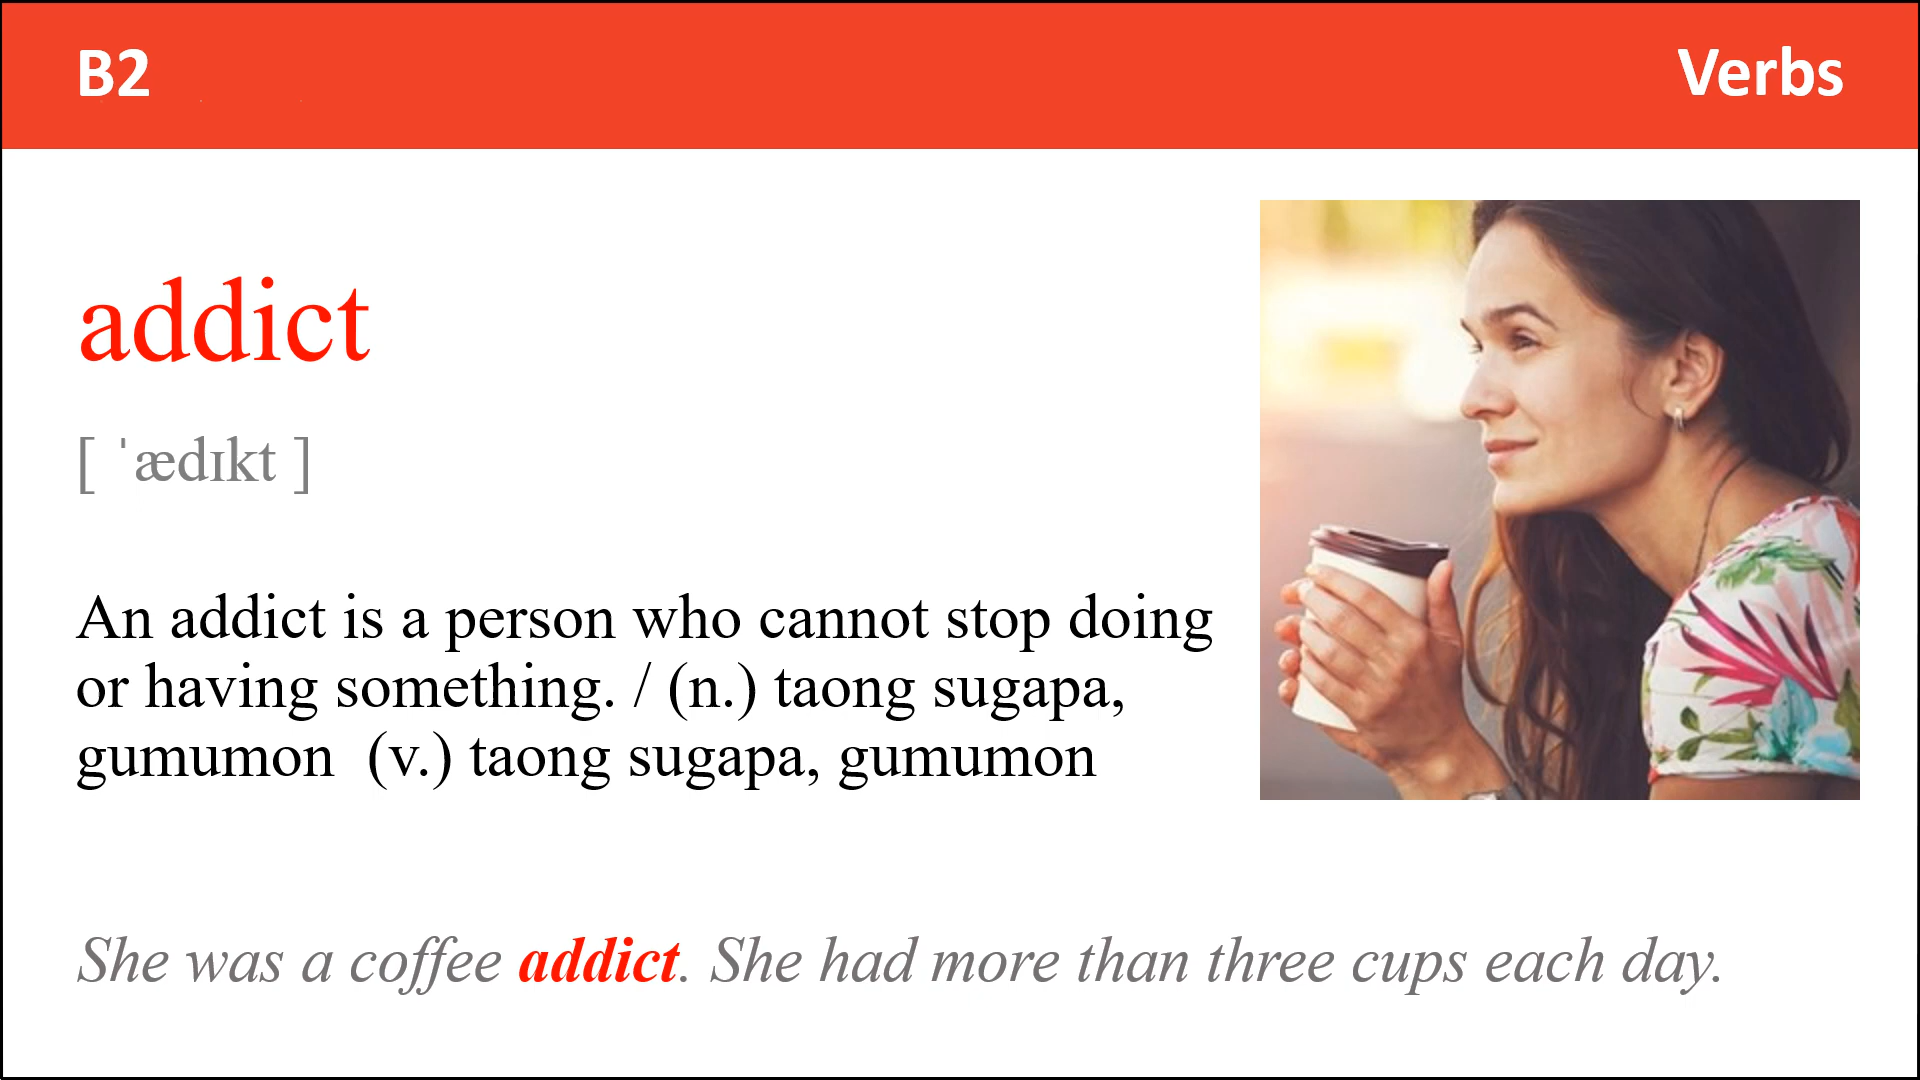 B2
Verbs
addict
[ ˈædɪkt ]
An addict is a person who cannot stop doing
or having something. / (n.) taong sugapa,
gumumon (v.) taong sugapa, gumumon
She was a coffee addict. She had more than three cups each day.